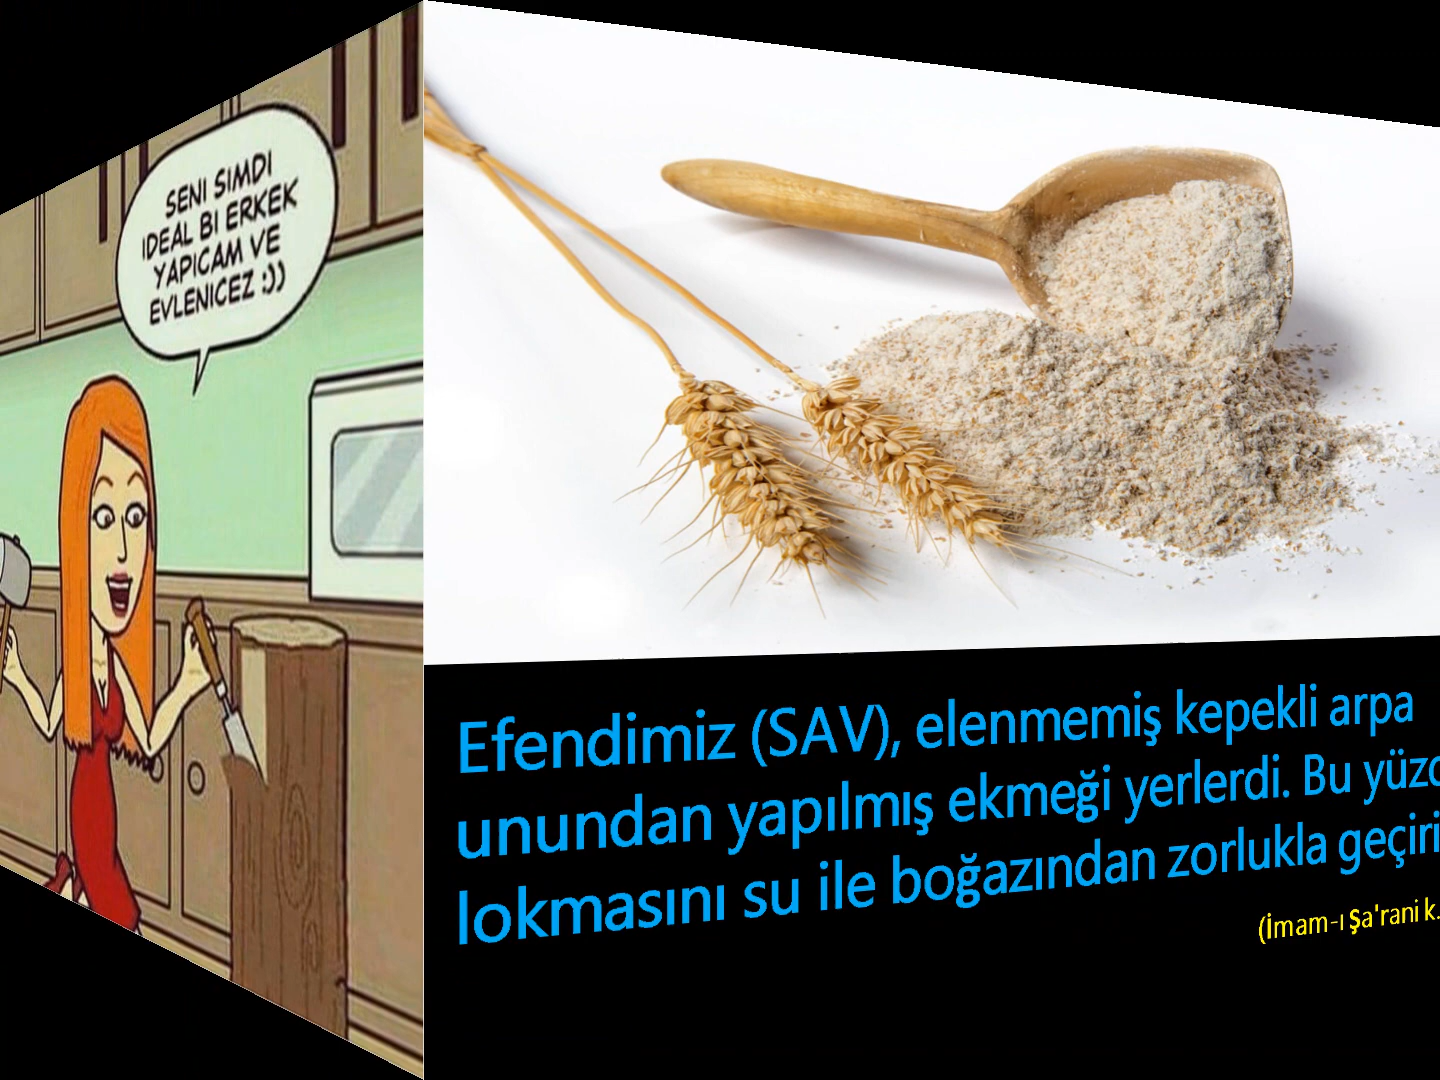 SENI SIMDI
IDEAL BI ERKEK
YAPICAM VE
EVLENICEZ :))
Efendimiz (SAV), elenmemiş kepekli arpa
unundan yapılmış ekmeği yerlerdi. Bu
lokmasını su ile boğazından zorlukla
(İmam-ı Şa'rani k.